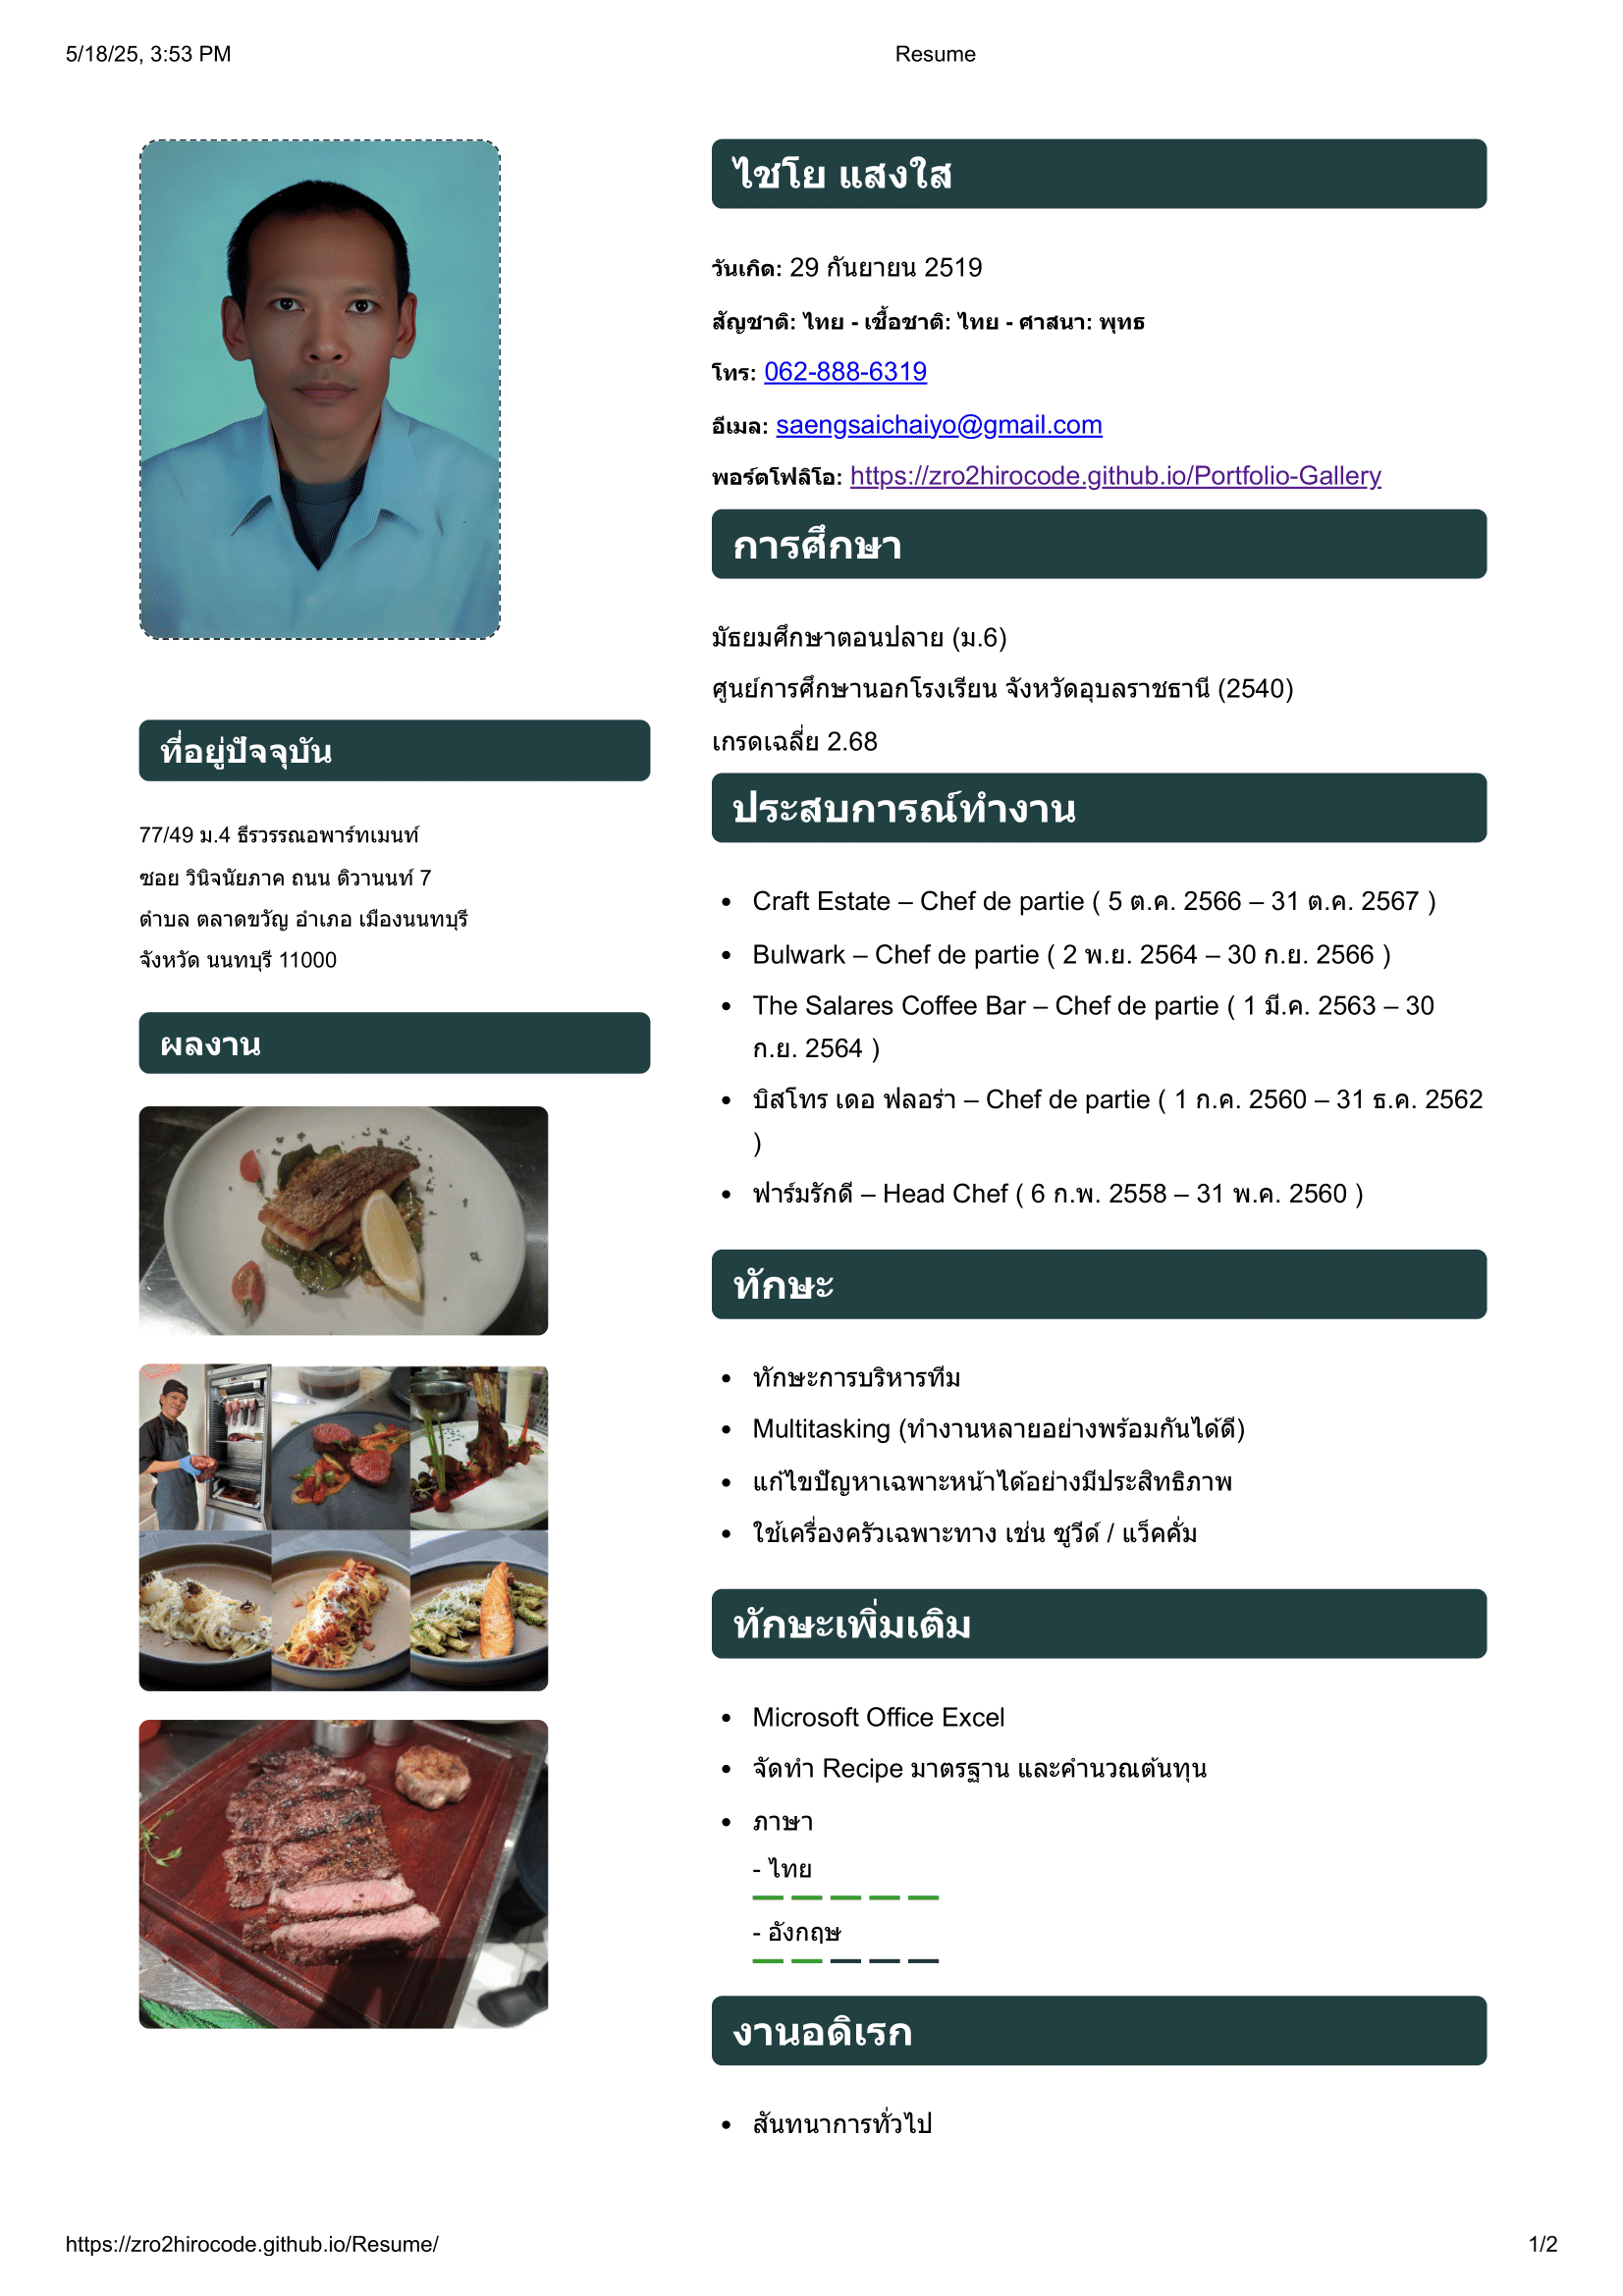 5/18/25, 3:53 PM
Resume
ไชโย แสงใส
วันเกิด: 29 กันยายน 2519
สัญชาติ: ไทย - เชื้อชาติ: ไทย - ศาสนา: พุทธ
โทร: 062-888-6319
อีเมล: saengsaichaiyo@gmail.com
พอร์ตโฟลิโอ: https://zro2hirocode.github.io/Portfolio-Gallery
การศึกษา
มัธยมศึกษาตอนปลาย (ม.6)
ศูนย์การศึกษานอกโรงเรียน จังหวัดอุบลราชธานี (2540)
เกรดเฉลี่ย 2.68
ที่อยู่ปัจจุบัน
77/49 ม.4 ธีรวรรณอพาร์ทเมนท์
ซอย วินิจนัยภาค ถนน ติวานนท์ 7
ตำบล ตลาดขวัญ อำเภอ เมืองนนทบุรี
จังหวัด นนทบุรี 11000
ผลงาน
ประสบการณ์ทำงาน
• Craft Estate – Chef de partie ( 5 ต.ค. 2566 – 31 ต.ค. 2567 )
• Bulwark – Chef de partie ( 2 พ.ย. 2564 – 30 ก.ย. 2566 )
• The Salares Coffee Bar – Chef de partie ( 1 มี.ค. 2563 – 30
ก.ย. 2564 )
• บิสโทร เดอ ฟลอร่า – Chef de partie ( 1 ก.ค. 2560 – 31 ธ.ค. 2562
)
• ฟาร์มรักดี – Head Chef ( 6 ก.พ. 2558 – 31 พ.ค. 2560 )
ทักษะ
• ทักษะการบริหารทีม
• Multitasking (ทำงานหลายอย่างพร้อมกันได้ดี)
• แก้ไขปัญหาเฉพาะหน้าได้อย่างมีประสิทธิภาพ
• ใช้เครื่องครัวเฉพาะทาง เช่น ซูวีด์ / แว็คคั่ม
ทักษะเพิ่มเติม
• Microsoft Office Excel
• จัดทำ Recipe มาตรฐาน และคำนวณต้นทุน
• ภาษา
- ไทย
- อังกฤษ
งานอดิเรก
• สันทนาการทั่วไป
https://zro2hirocode.github.io/Resume/
1/2